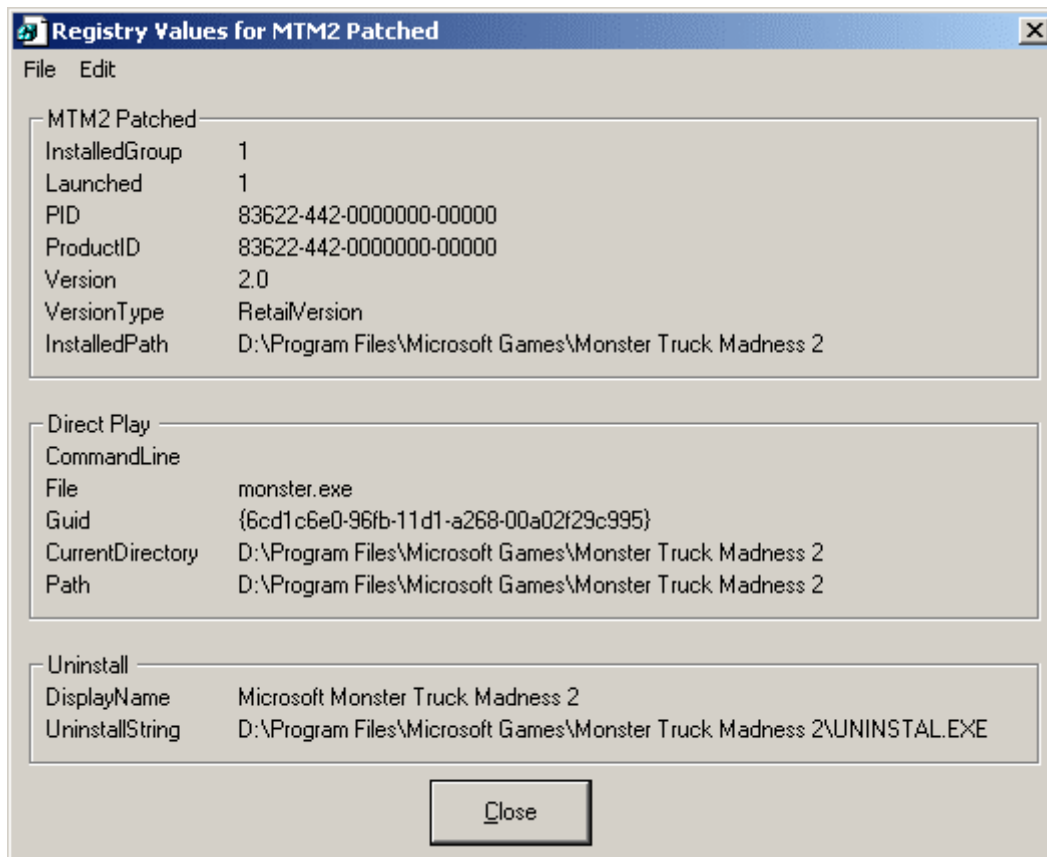 Registry Values for MTM2 Patched
File Edit
MTM2 Patched
InstalledGroup 1
Launched 1
PID 83622-442-0000000-00000
ProductID 83622-442-0000000-00000
Version 2.0
VersionType RetailVersion
InstalledPath D:\Program Files\Microsoft Games\Monster Truck Madness 2
Direct Play
CommandLine
File monster.exe
Guid {6cd1c6e0-96fb-11d1-a268-00a02f29c995}
CurrentDirectory D:\Program Files\Microsoft Games\Monster Truck Madness 2
Path D:\Program Files\Microsoft Games\Monster Truck Madness 2
Uninstall
DisplayName Microsoft Monster Truck Madness 2
UninstallString D:\Program Files\Microsoft Games\Monster Truck Madness 2\UNINSTAL.EXE
Close